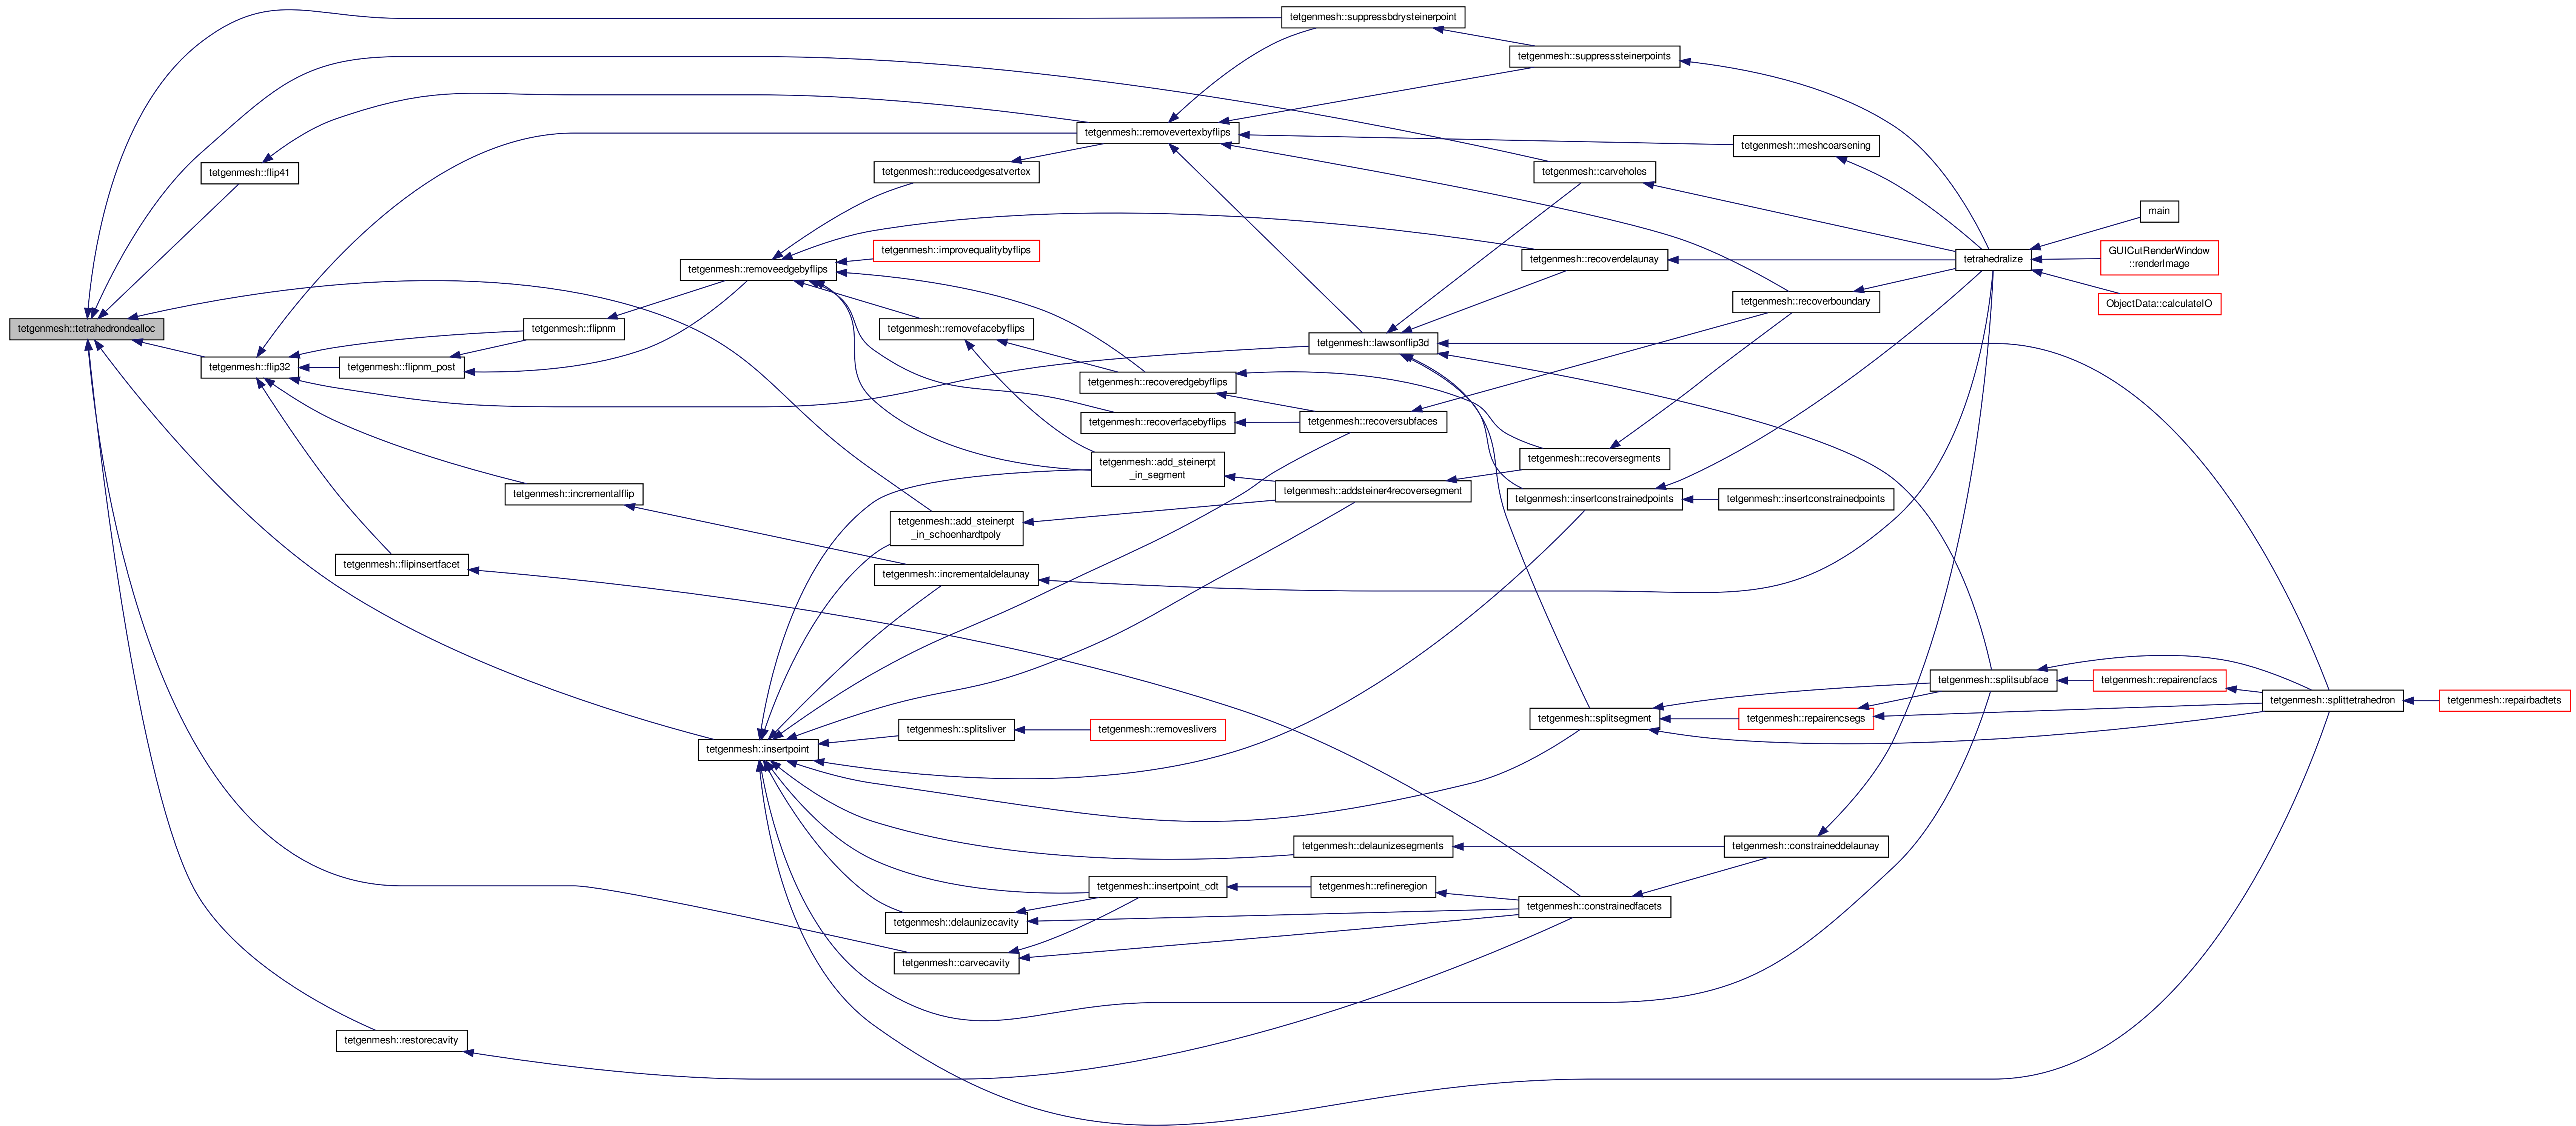 tetgenmesh::suppressbdrysteinerpoint
tetgenmesh::suppresssteinerpoints
tetgenmesh::removevertexbyflips
tetgenmesh::meshcoarsening
tetgenmesh::flip41
tetgenmesh::reduceedgesatvertex
tetgenmesh::carveholes
main
tetgenmesh::improvequalitybyflips
tetgenmesh::removeedgebyflips
tetgenmesh::recoverdelaunay
tetrahedralize
GUICutRenderWindow
::renderImage
tetgenmesh::recoverboundary
ObjectData::calculateIO
tetgenmesh::tetrahedrondealloc
tetgenmesh::flipnm
tetgenmesh::removefacebyflips
tetgenmesh::lawsonflip3d
tetgenmesh::flip32
tetgenmesh::flipnm_post
tetgenmesh::recoveredgebyflips
tetgenmesh::recoverfacebyflips
tetgenmesh::recoversubfaces
tetgenmesh::add_steinerpt
_in_segment
tetgenmesh::recoversegments
tetgenmesh::incrementalflip
tetgenmesh::addsteiner4recoversegment
tetgenmesh::insertconstrainedpoints
tetgenmesh::insertconstrainedpoints
tetgenmesh::add_steinerpt
_in_schoenhardtpoly
tetgenmesh::flipinsertfacet
tetgenmesh::incrementaldelaunay
tetgenmesh::splitsubface
tetgenmesh::repairencfacs
tetgenmesh::splittetrahedron
tetgenmesh::repairbadtets
tetgenmesh::splitsegment
tetgenmesh::repairencsegs
tetgenmesh::splitsliver
tetgenmesh::removeslivers
tetgenmesh::insertpoint
tetgenmesh::delaunizesegments
tetgenmesh::constraineddelaunay
tetgenmesh::insertpoint_cdt
tetgenmesh::refineregion
tetgenmesh::constrainedfacets
tetgenmesh::delaunizecavity
tetgenmesh::carvecavity
tetgenmesh::restorecavity